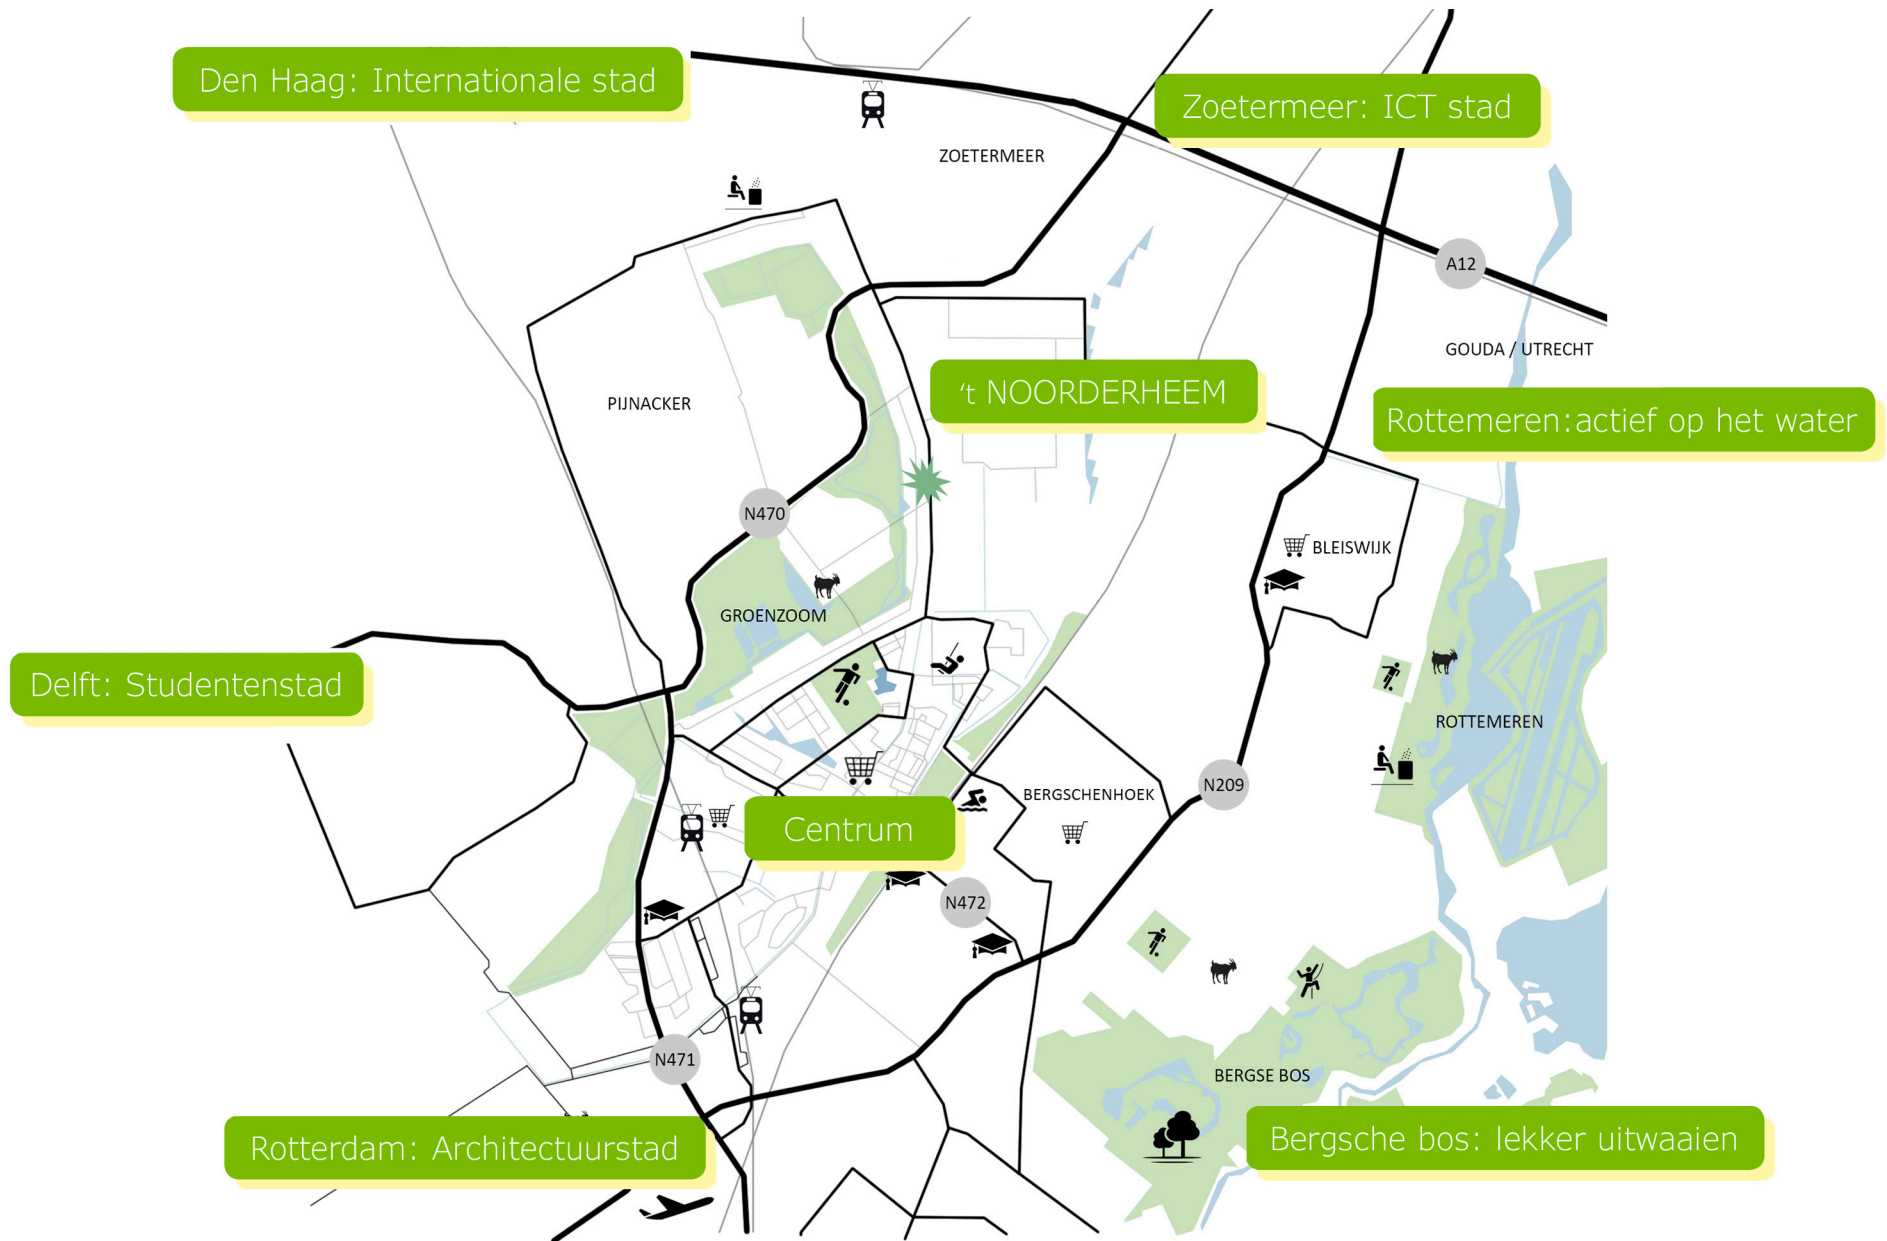 Den Haag: Internationale stad
Zoetermeer: ICT stad
ZOETERMEER
A12
GOUDA / UTRECHT
PIJNACKER
‘t NOORDERHEEM
Rottemeren:actief op het water
N470
BLEISWIJK
GROENZOOM
Delft: Studentenstad
ROTTEMEREN
N209
BERGSCHENHOEK
Centrum
N472
N471
BERGSE BOS
Rotterdam: Architectuurstad
Bergsche bos: lekker uitwaaien